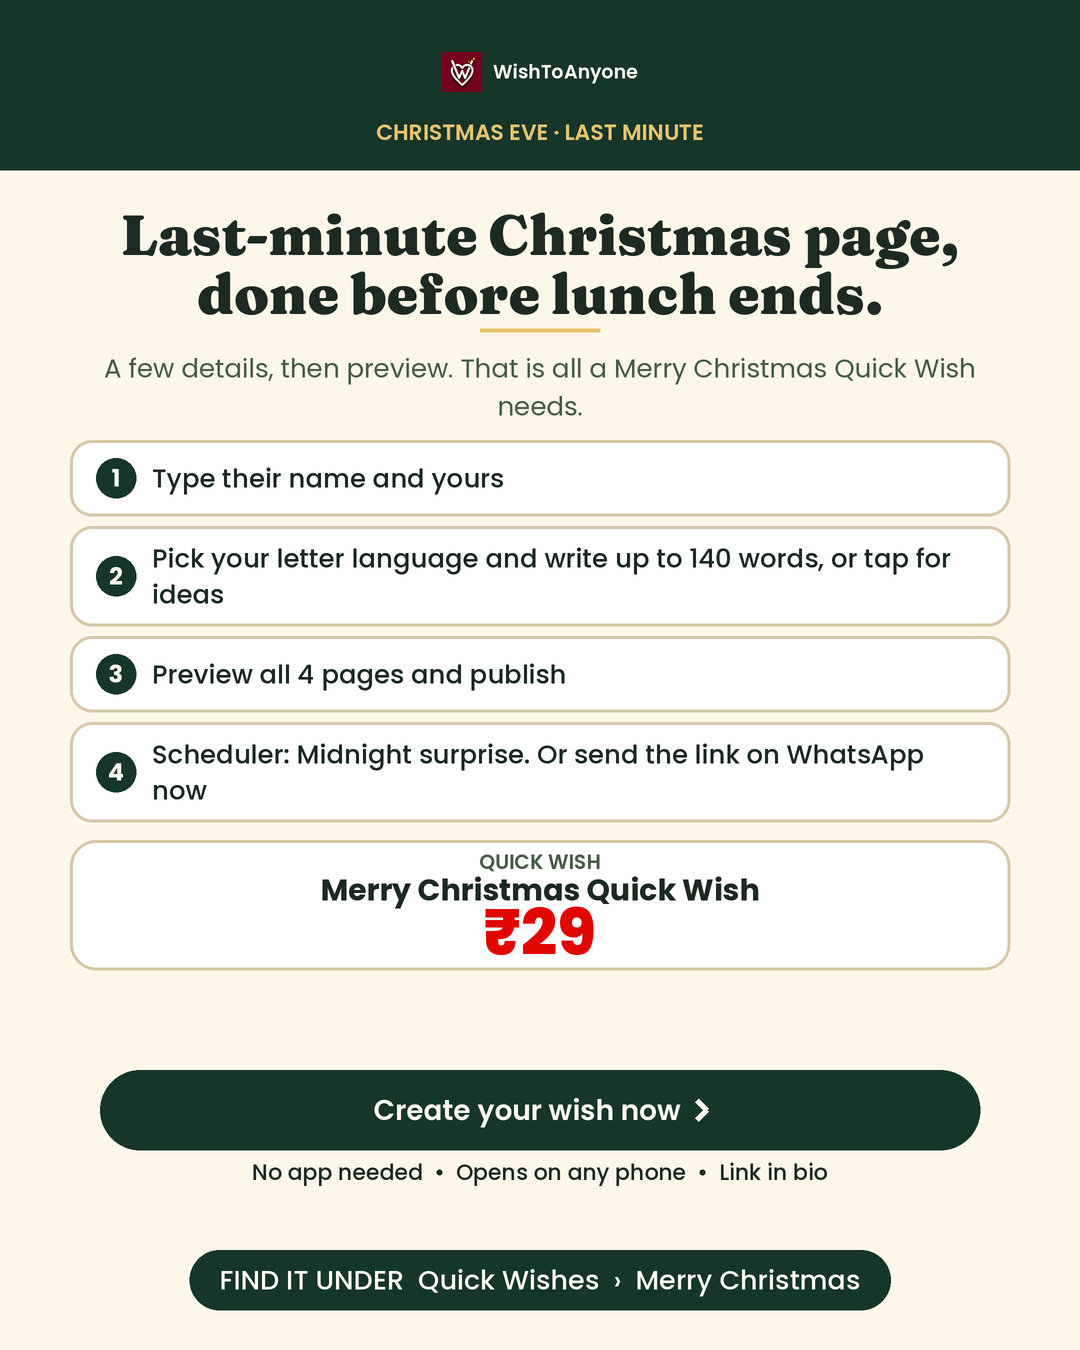 WishToAnyone
CHRISTMAS EVE · LAST MINUTE
Last-minute Christmas page,
done before lunch ends.
A few details, then preview. That is all a Merry Christmas Quick Wish
needs.
1 Type their name and yours
2 Pick your letter language and write up to 140 words, or tap for
ideas
3 Preview all 4 pages and publish
4 Scheduler: Midnight surprise. Or send the link on WhatsApp
now
QUICK WISH
Merry Christmas Quick Wish
₹29
Create your wish now ›
No app needed • Opens on any phone • Link in bio
FIND IT UNDER Quick Wishes › Merry Christmas